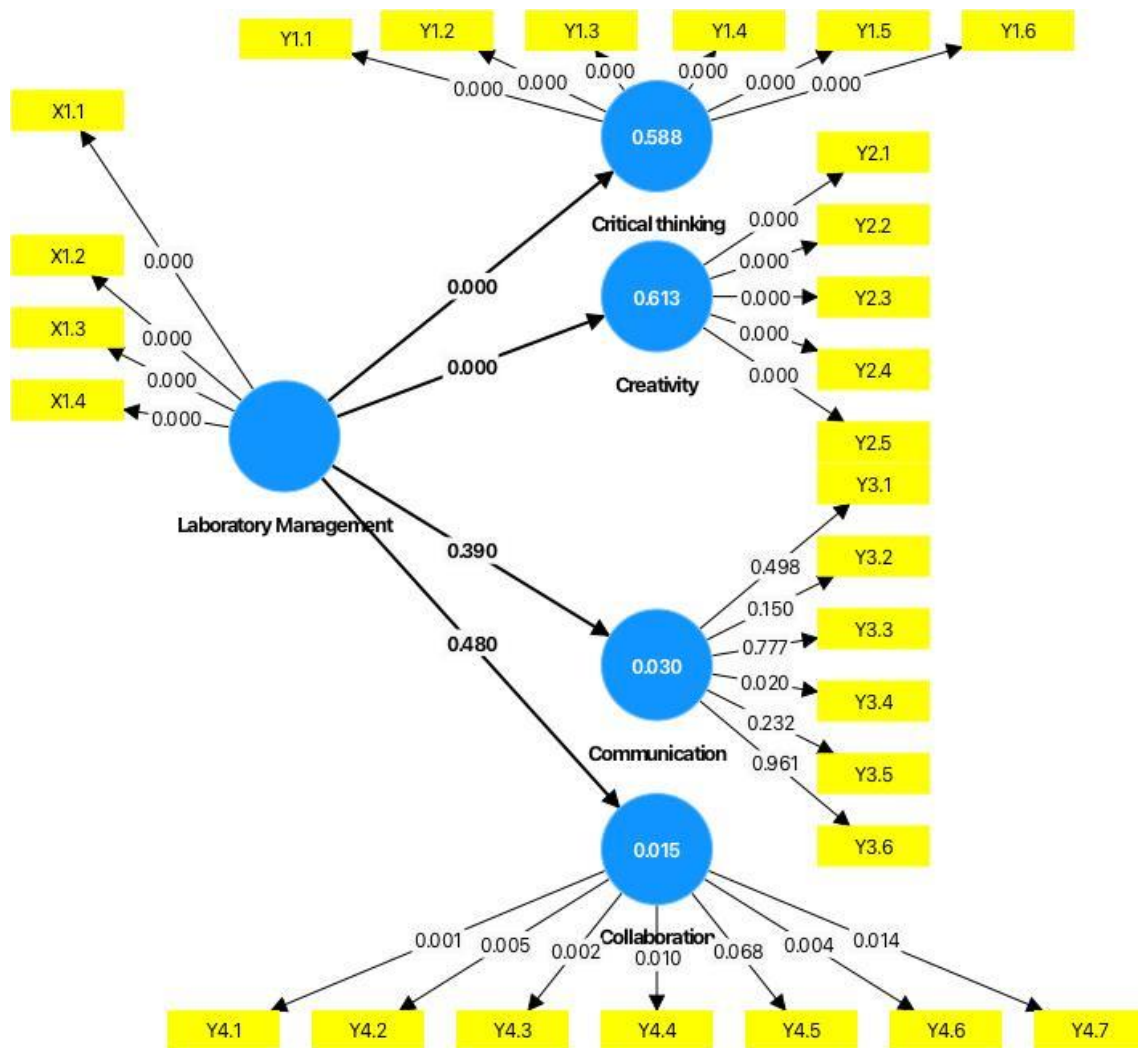 Y1.1
Y1.2
Y1.3
Y1.4
Y1.5
Y1.6
0.000
0.000
0.000
0.000
0.000
0.000
X1.1
X1.2
X1.3
X1.4
0.000
0.000
0.000
0.000
0.588
Critical thinking
0.000
0.613
Creativity
0.000
Y2.1
Y2.2
Y2.3
Y2.4
Y2.5
0.000
0.000
0.000
0.000
0.000
Laboratory Management
0.390
0.480
0.030
Communication
Y3.1
Y3.2
Y3.3
Y3.4
Y3.5
Y3.6
0.498
0.150
0.777
0.020
0.232
0.961
0.015
Collaboration
0.001
0.005
0.002
0.010
0.068
0.004
0.014
Y4.1
Y4.2
Y4.3
Y4.4
Y4.5
Y4.6
Y4.7